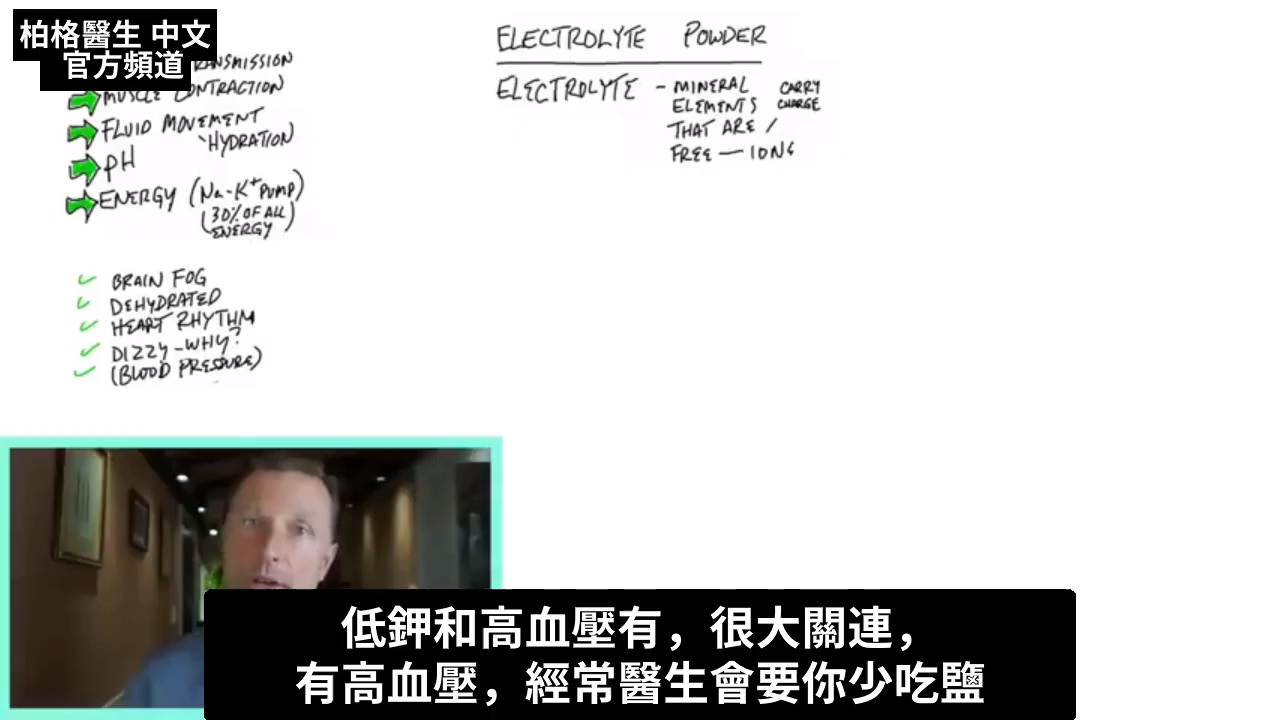 柏格醫生 中文
官方頻道
MUSCLE CONTRACTION
FLUID MOVEMENT
HYDRATION
pH
ENERGY (Na-K+ PUMP)
(30% OF ALL
ENERGY)
BRAIN FOG
DEHYDRATED
HEART RHYTHM
DIZZY-WHY?
(BLOOD PRESSURE)
ELECTROLYTE POWDER
ELECTROLYTE - MINERAL CARRY
ELEMENTS CHARGE
THAT ARE /
FREE — IONS
低鉀和高血壓有，很大關連，
有高血壓，經常醫生會要你少吃鹽